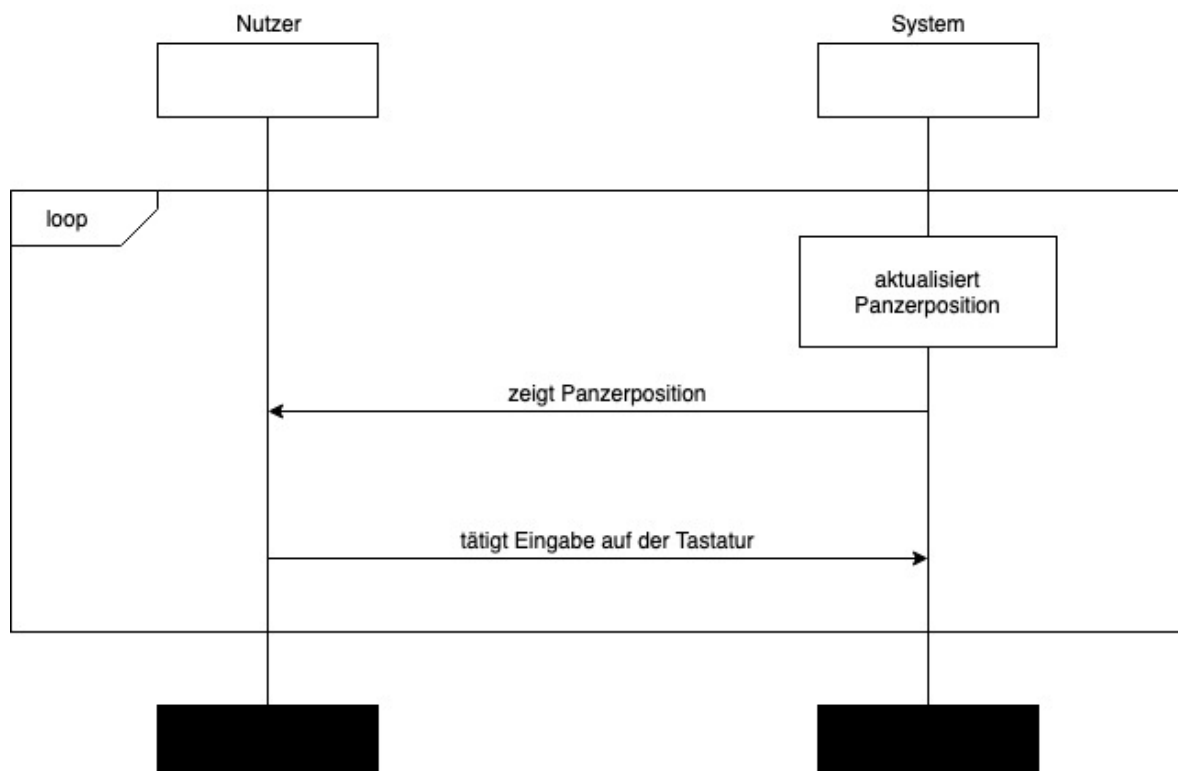 Nutzer
System
loop
aktualisiert
Panzerposition
zeigt Panzerposition
tätigt Eingabe auf der Tastatur